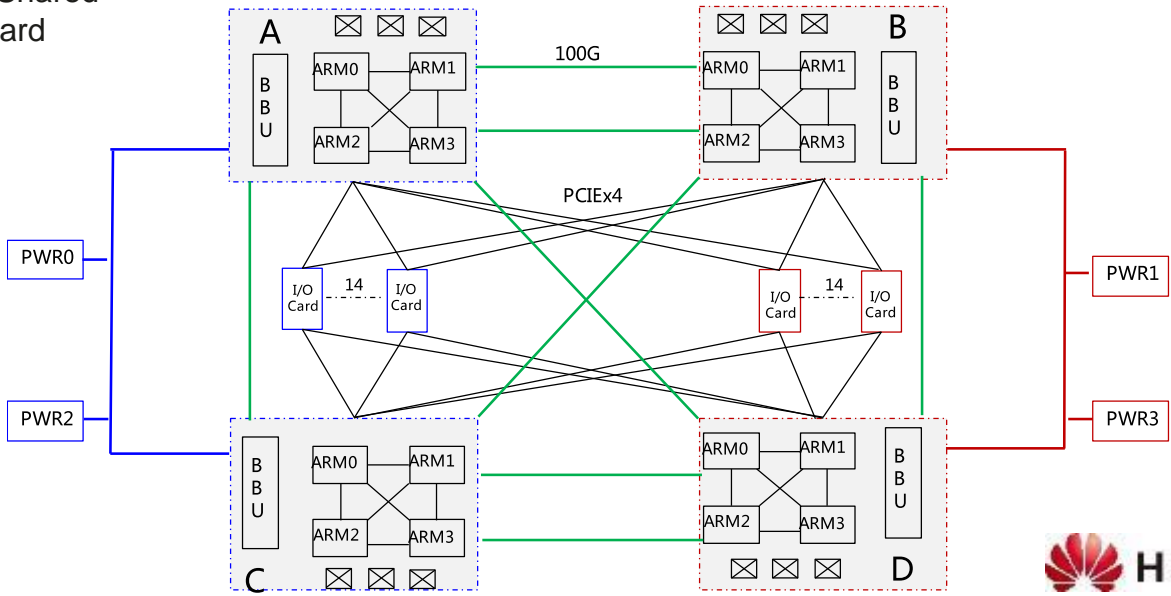 Shared
ard
A
B
BBU
ARM0
ARM1
ARM2
ARM3
100G
ARM0
ARM1
ARM2
ARM3
BBU
PCIEx4
PWR0
I/O
Card
14
I/O
Card
I/O
Card
14
I/O
Card
PWR1
PWR2
PWR3
BBU
ARM0
ARM1
ARM2
ARM3
C
ARM0
ARM1
ARM2
ARM3
BBU
D
H